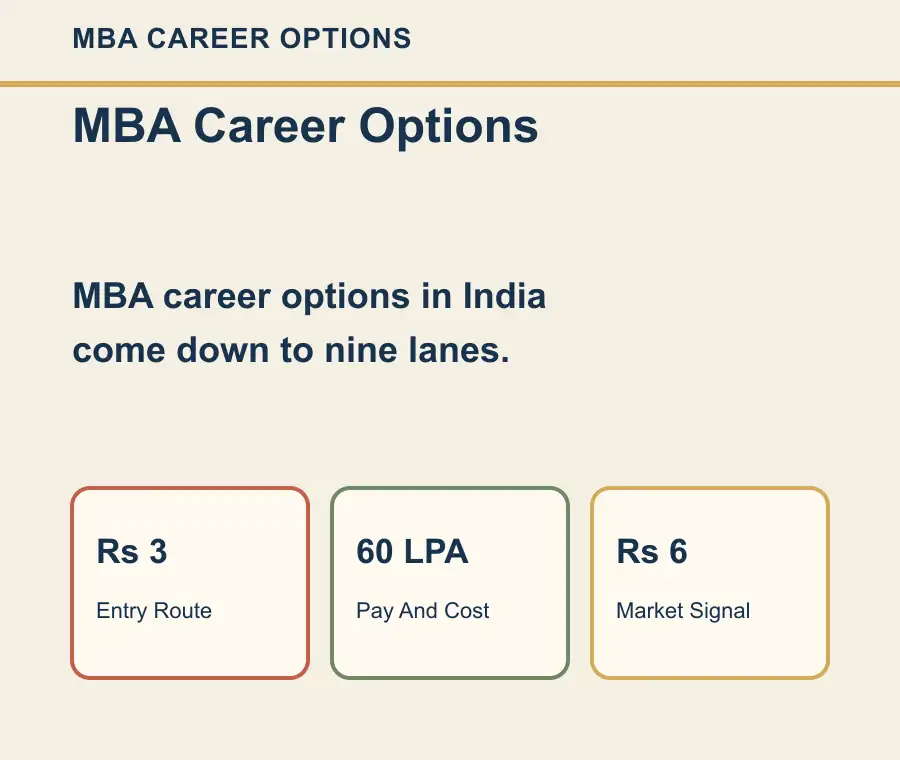 MBA CAREER OPTIONS
MBA Career Options
MBA career options in India
come down to nine lanes.
Rs 3
Entry Route
60 LPA
Pay And Cost
Rs 6
Market Signal